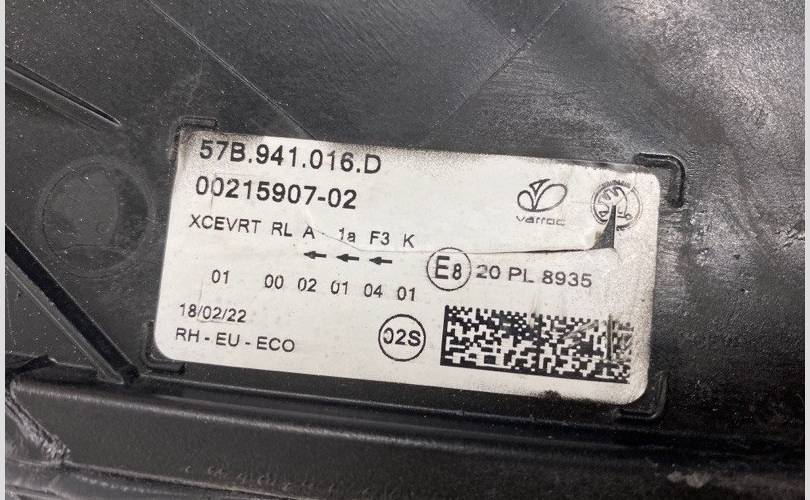 57B.941.016.D
00215907-02
varroc
XCEVRT RL A 1a F3 K
E8 20 PL 8935
01 00 02 01 04 01
18/02/22
RH - EU - ECO
02S